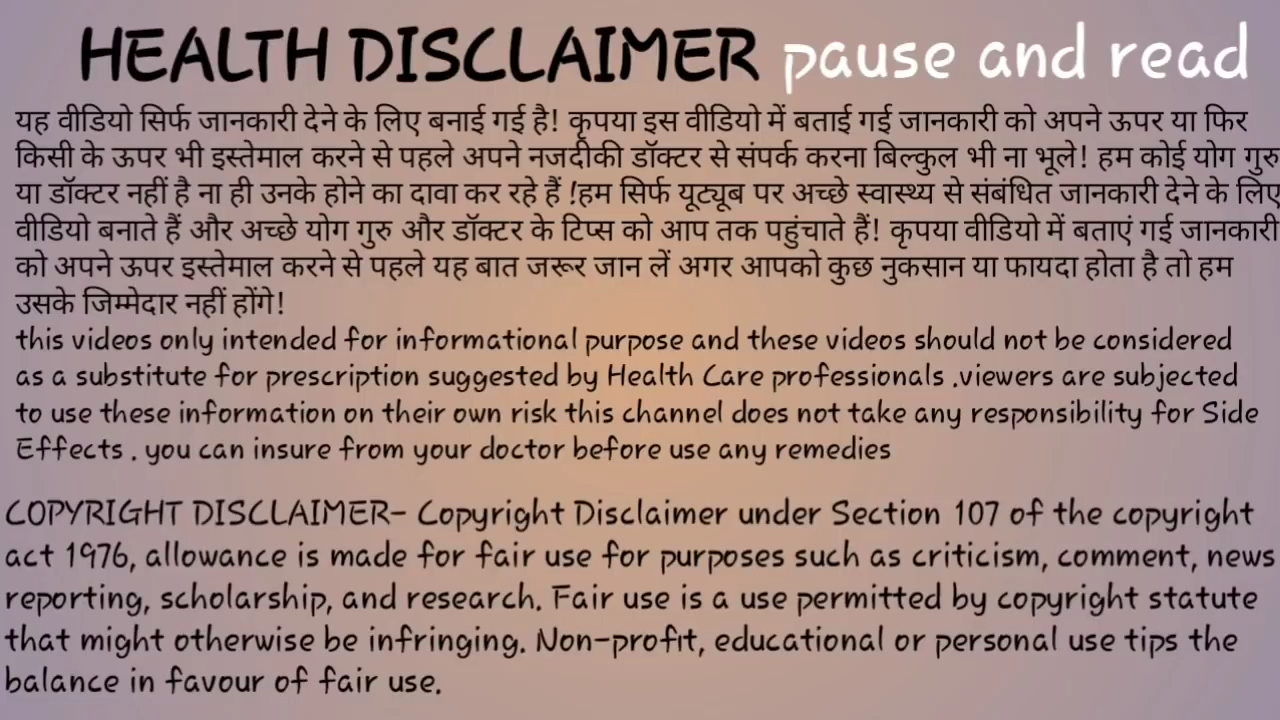 HEALTH DISCLAIMER pause and read
यह वीडियो सिर्फ जानकारी देने के लिए बनाई गई है! कृपया इस वीडियो में बताई गई जानकारी को अपने ऊपर या फिर
किसी के ऊपर भी इस्तेमाल करने से पहले अपने नजदीकी डॉक्टर से संपर्क करना बिल्कुल भी ना भूले! हम कोई योग गुरु
या डॉक्टर नहीं है ना ही उनके होने का दावा कर रहे हैं !हम सिर्फ यूट्यूब पर अच्छे स्वास्थ्य से संबंधित जानकारी देने के लिए
वीडियो बनाते हैं और अच्छे योग गुरु और डॉक्टर के टिप्स को आप तक पहुंचाते हैं! कृपया वीडियो में बताएं गई जानकारी
को अपने ऊपर इस्तेमाल करने से पहले यह बात जरूर जान लें अगर आपको कुछ नुकसान या फायदा होता है तो हम
उसके जिम्मेदार नहीं होंगे!
this videos only intended for informational purpose and these videos should not be considered
as a substitute for prescription suggested by Health Care professionals .viewers are subjected
to use these information on their own risk this channel does not take any responsibility for Side
Effects . you can insure from your doctor before use any remedies
COPYRIGHT DISCLAIMER- Copyright Disclaimer under Section 107 of the copyright
act 1976, allowance is made for fair use for purposes such as criticism, comment, news
reporting, scholarship, and research. Fair use is a use permitted by copyright statute
that might otherwise be infringing. Non-profit, educational or personal use tips the
balance in favour of fair use.